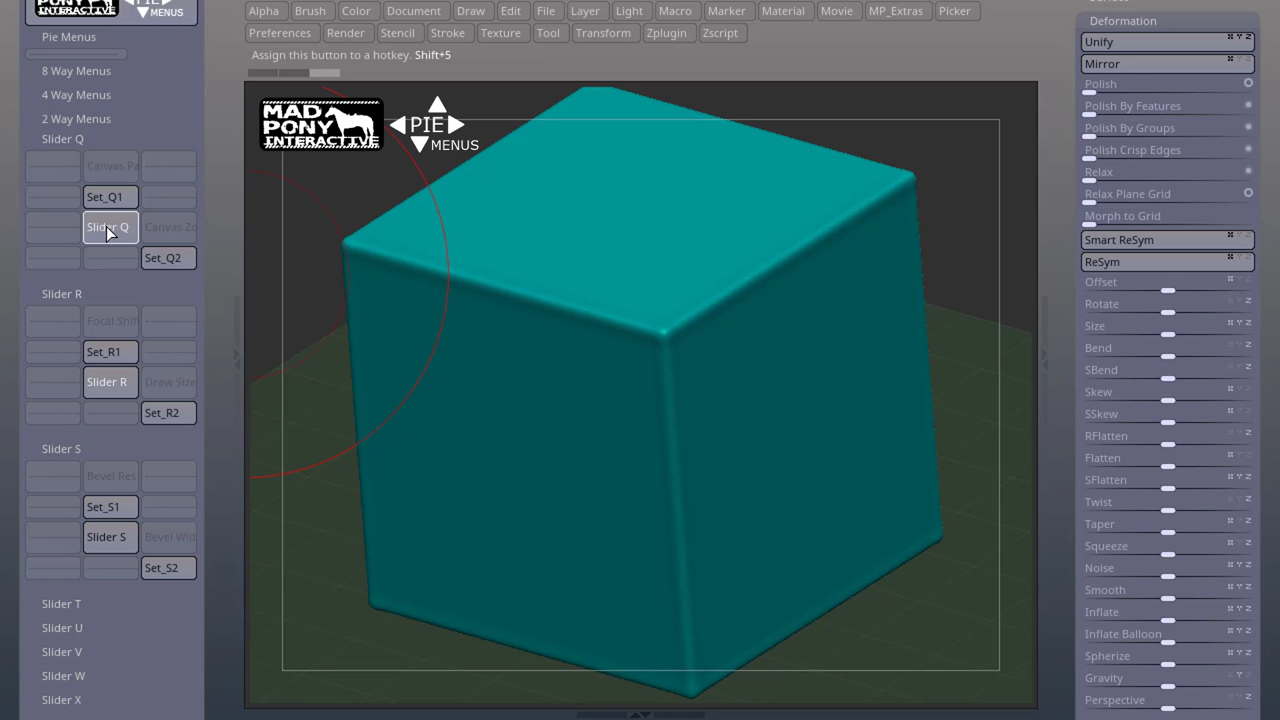 PIE
MENUS
Pie Menus
8 Way Menus
4 Way Menus
2 Way Menus
Slider Q
Canvas Pa
Set_Q1
Slider Q
Canvas Zo
Set_Q2
Slider R
Focal Shift
Set_R1
Slider R
Draw Size
Set_R2
Slider S
Bevel Res
Set_S1
Slider S
Bevel Wid
Set_S2
Slider T
Slider U
Slider V
Slider W
Slider X
Alpha Brush Color Document Draw Edit File Layer Light Macro Marker Material Movie MP_Extras Picker
Preferences Render Stencil Stroke Texture Tool Transform Zplugin Zscript
Assign this button to a hotkey. Shift+5
MAD
PONY
INTERACTIVE
PIE
MENUS
Deformation
Unify
Mirror
Polish
Polish By Features
Polish By Groups
Polish Crisp Edges
Relax
Relax Plane Grid
Morph to Grid
Smart ReSym
ReSym
Offset
Rotate
Size
Bend
SBend
Skew
SSkew
RFlatten
Flatten
SFlatten
Twist
Taper
Squeeze
Noise
Smooth
Inflate
Inflate Balloon
Spherize
Gravity
Perspective